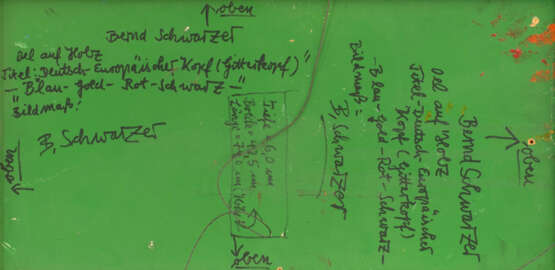 oben
Bernd Schwarzer
Oel auf Holz
Titel: Deutsch-Europäischer Kopf (Gitterkopf)"
- "Blau-Gold-Rot-Schwarz-"
Bildmaß:
B. Schwarzer
oben
Bernd Schwarzer
Oel auf Holz
Titel-Deutsch-Europäischer
Kopf (Gitterkopf)
-Blau-Gold-Rot-Schwarz-
Bildmaß=
B. Schwarzer
oben
oben